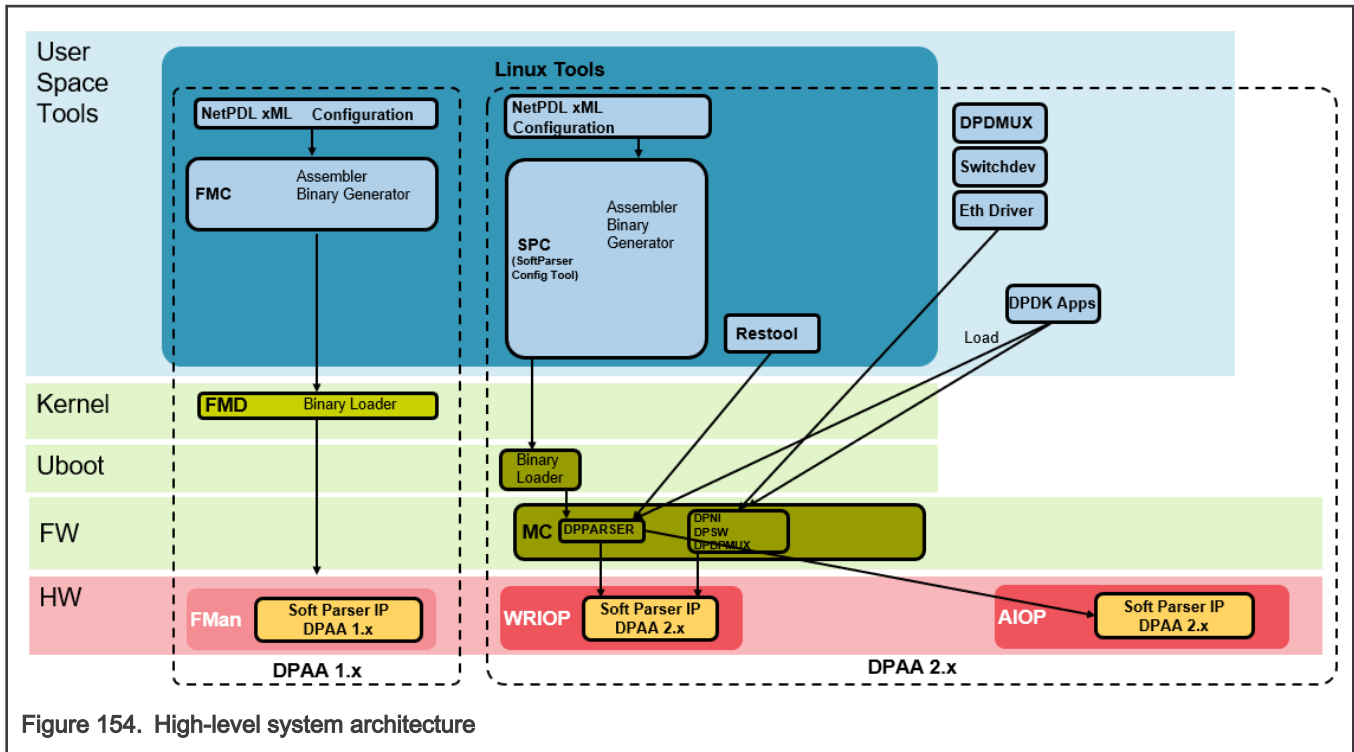 User
Space
Tools
Linux Tools
NetPDL xML Configuration
Assembler
Binary Generator
FMC
NetPDL xML
Configuration
Assembler
Binary
Generator
SPC
(SoftParser
Config Tool)
Restool
DPDMUX
Switchdev
Eth Driver
DPDK Apps
Load
Kernel
FMD Binary Loader
Uboot
Binary
Loader
FW
MC
DPPARSER
DPNI
DPSW
DPDPMUX
HW
FMan
Soft Parser IP
DPAA 1.x
WRIOP
Soft Parser IP
DPAA 2.x
AIOP
Soft Parser IP
DPAA 2.x
DPAA 1.x
DPAA 2.x
Figure 154. High-level system architecture